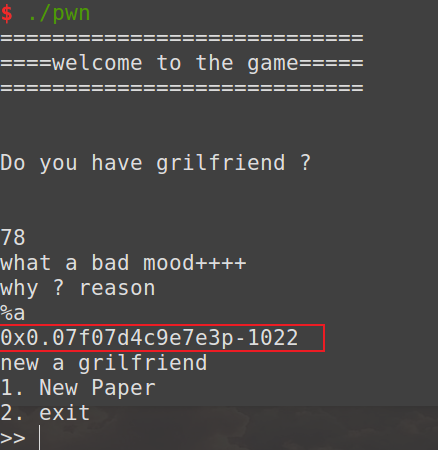 $ ./pwn
============================
====welcome to the game=====
============================
Do you have grilfriend ?
78
what a bad mood++++
why ? reason
%a
0x0.07f07d4c9e7e3p-1022
new a grilfriend
1. New Paper
2. exit
>>